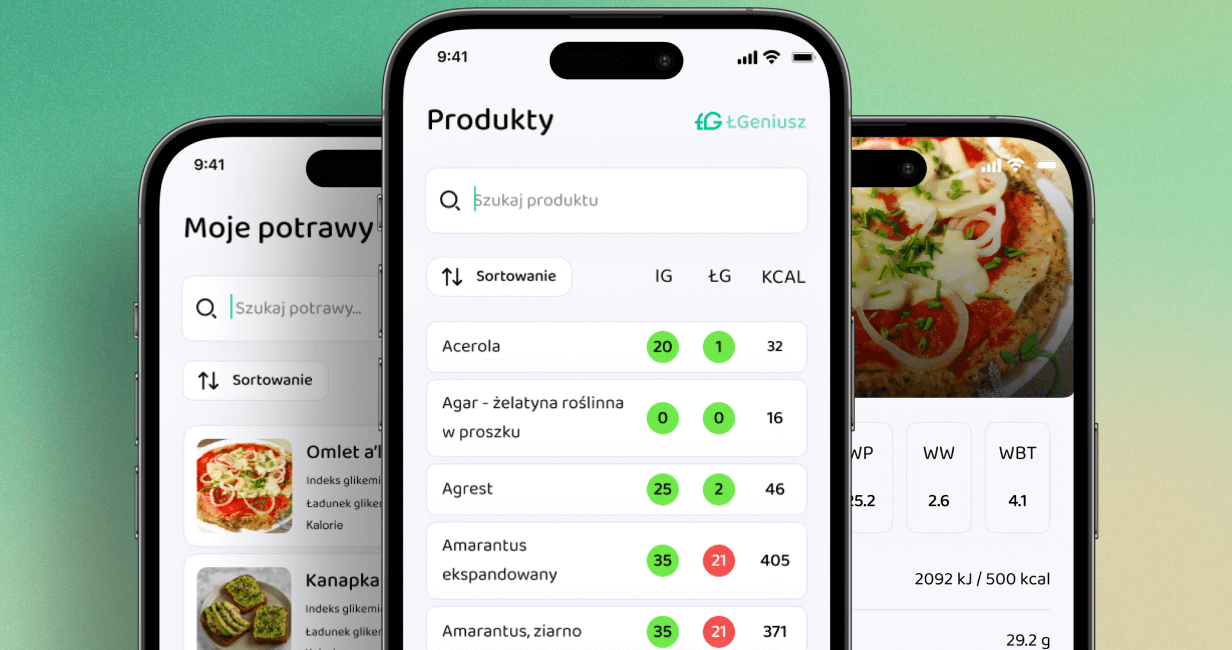 9:41
Moje potrawy
Szukaj potrawy...
Sortowanie
Omlet a'l
Indeks glikemi
Ładunek gliker
Kalorie
Kanapka
Indeks glikemi
Ładunek gliker
9:41
Produkty
ŁG ŁGeniusz
Szukaj produktu
Sortowanie IG ŁG KCAL
Acerola 20 1 32
Agar - żelatyna roślinna
w proszku 0 0 16
Agrest 25 2 46
Amarantus
ekspandowany 35 21 405
Amarantus, ziarno 35 21 371
WP WW WBT
25.2 2.6 4.1
2092 kJ / 500 kcal
29.2 g